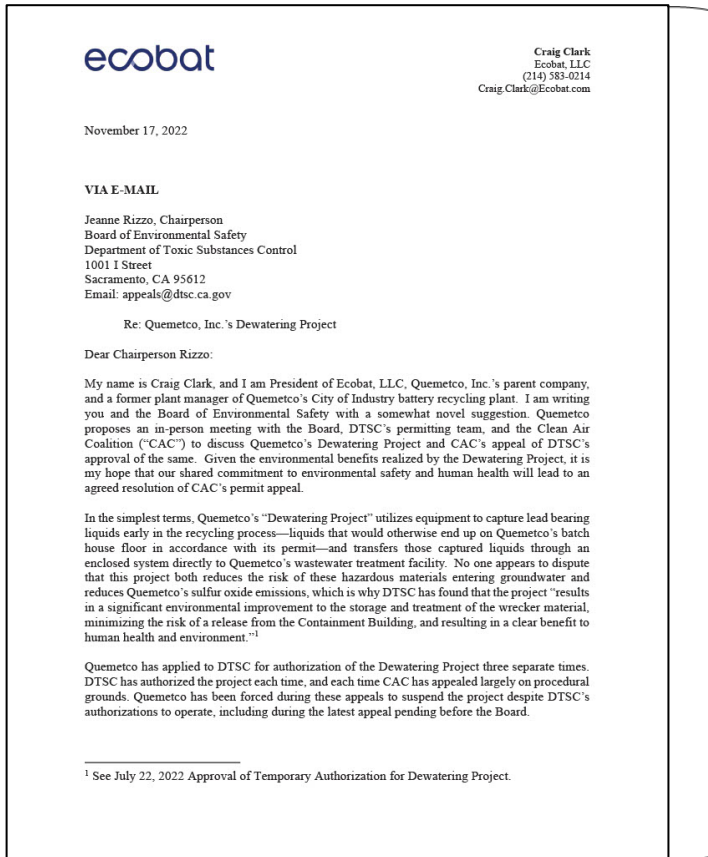 ecobat
Craig Clark
Ecobat, LLC
(214) 583-0214
Craig.Clark@Ecobat.com
November 17, 2022
VIA E-MAIL
Jeanne Rizzo, Chairperson
Board of Environmental Safety
Department of Toxic Substances Control
1001 I Street
Sacramento, CA 95612
Email: appeals@dtsc.ca.gov
Re: Quemetco, Inc.'s Dewatering Project
Dear Chairperson Rizzo:
My name is Craig Clark, and I am President of Ecobat, LLC, Quemetco, Inc.'s parent company,
and a former plant manager of Quemetco's City of Industry battery recycling plant. I am writing
you and the Board of Environmental Safety with a somewhat novel suggestion. Quemetco
proposes an in-person meeting with the Board, DTSC's permitting team, and the Clean Air
Coalition ("CAC") to discuss Quemetco's Dewatering Project and CAC's appeal of DTSC's
approval of the same. Given the environmental benefits realized by the Dewatering Project, it is
my hope that our shared commitment to environmental safety and human health will lead to an
agreed resolution of CAC's permit appeal.
In the simplest terms, Quemetco's "Dewatering Project" utilizes equipment to capture lead bearing
liquids early in the recycling process—liquids that would otherwise end up on Quemetco's batch
house floor in accordance with its permit—and transfers those captured liquids through an
enclosed system directly to Quemetco's wastewater treatment facility. No one appears to dispute
that this project both reduces the risk of these hazardous materials entering groundwater and
reduces Quemetco's sulfur oxide emissions, which is why DTSC has found that the project "results
in a significant environmental improvement to the storage and treatment of the wrecker material,
minimizing the risk of a release from the Containment Building, and resulting in a clear benefit to
human health and environment."1
Quemetco has applied to DTSC for authorization of the Dewatering Project three separate times.
DTSC has authorized the project each time, and each time CAC has appealed largely on procedural
grounds. Quemetco has been forced during these appeals to suspend the project despite DTSC's
authorizations to operate, including during the latest appeal pending before the Board.
1 See July 22, 2022 Approval of Temporary Authorization for Dewatering Project.